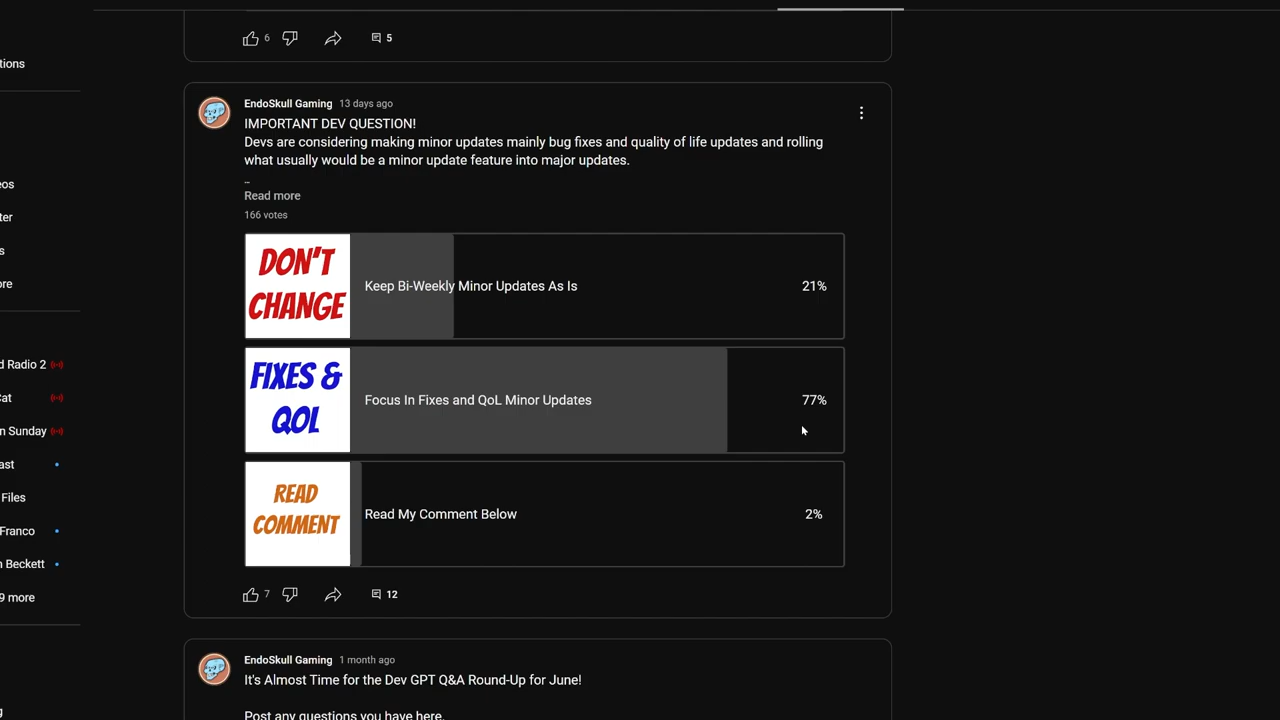 6
5
tions
EndoSkull Gaming 13 days ago
IMPORTANT DEV QUESTION!
Devs are considering making minor updates mainly bug fixes and quality of life updates and rolling
what usually would be a minor update feature into major updates.
..
Read more
166 votes
eos
ter
s
ore
DON'T
CHANGE
Keep Bi-Weekly Minor Updates As Is
21%
d Radio 2
Cat
n Sunday
ast
Files
Franco
n Beckett
9 more
FIXES &
QOL
Focus In Fixes and QoL Minor Updates
77%
READ
COMMENT
Read My Comment Below
2%
7
12
EndoSkull Gaming 1 month ago
It's Almost Time for the Dev GPT Q&A Round-Up for June!
Post any questions you have here.
g